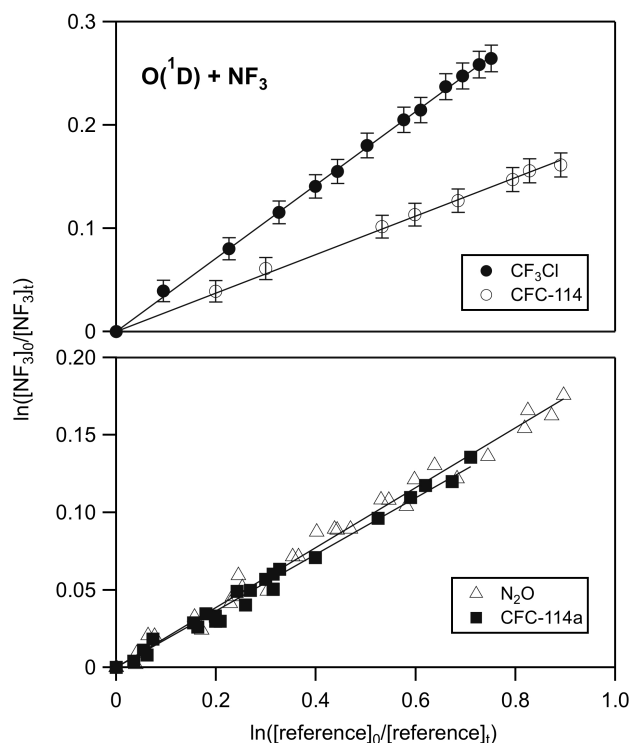 0.3
O(¹D) + NF₃
0.2
0.1
CF₃Cl
CFC-114
0
ln([NF₃]₀/[NF₃]ₜ)
0.20
0.15
0.10
0.05
N₂O
CFC-114a
0
0 0.2 0.4 0.6 0.8 1.0
ln([reference]₀/[reference]ₜ)